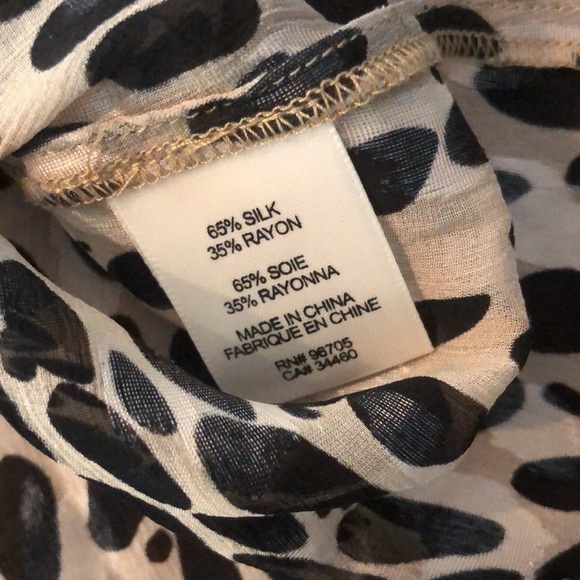 65% SILK
35% RAYON
65% SOIE
35% RAYONNA
MADE IN CHINA
FABRIQUE EN CHINE
RN# 96705
CA# 34460